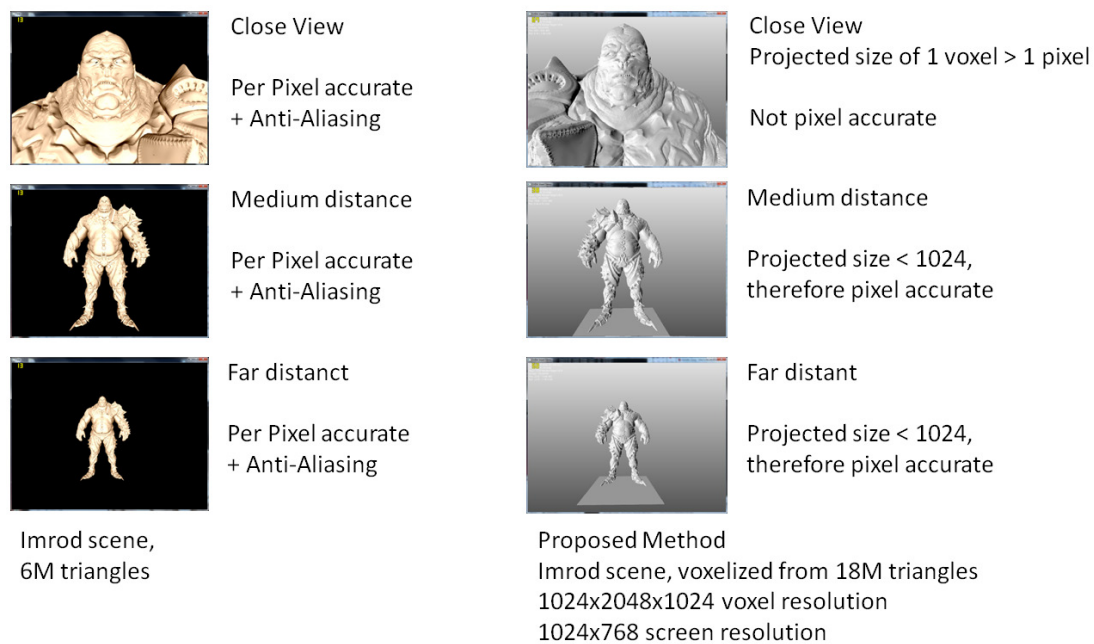 Close View
Per Pixel accurate
+ Anti-Aliasing
Medium distance
Per Pixel accurate
+ Anti-Aliasing
Far distanct
Per Pixel accurate
+ Anti-Aliasing
Imrod scene,
6M triangles
Close View
Projected size of 1 voxel > 1 pixel
Not pixel accurate
Medium distance
Projected size < 1024,
therefore pixel accurate
Far distant
Projected size < 1024,
therefore pixel accurate
Proposed Method
Imrod scene, voxelized from 18M triangles
1024x2048x1024 voxel resolution
1024x768 screen resolution